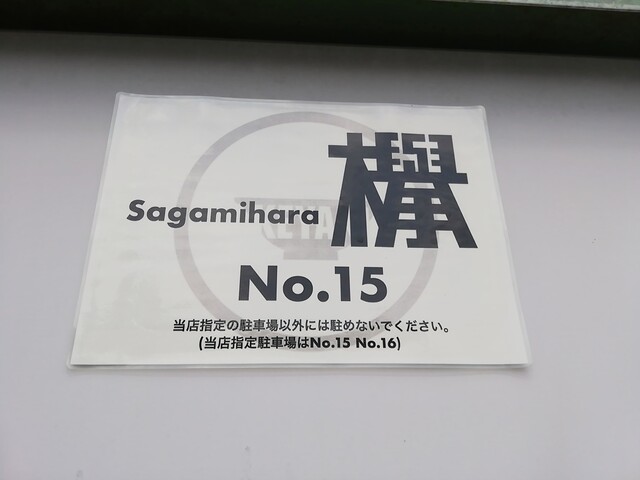 Sagamihara 欅
KEYAKI
No.15
当店指定の駐車場以外には駐めないでください。
(当店指定駐車場はNo.15 No.16)